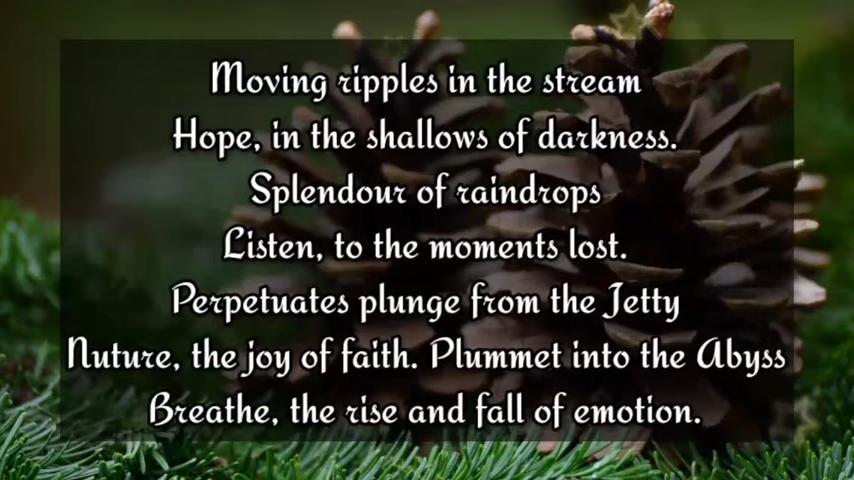 Moving ripples in the stream
Hope, in the shallows of darkness.
Splendour of raindrops
Listen, to the moments lost.
Perpetuates plunge from the Jetty
Nuture, the joy of faith. Plummet into the Abyss
Breathe, the rise and fall of emotion.